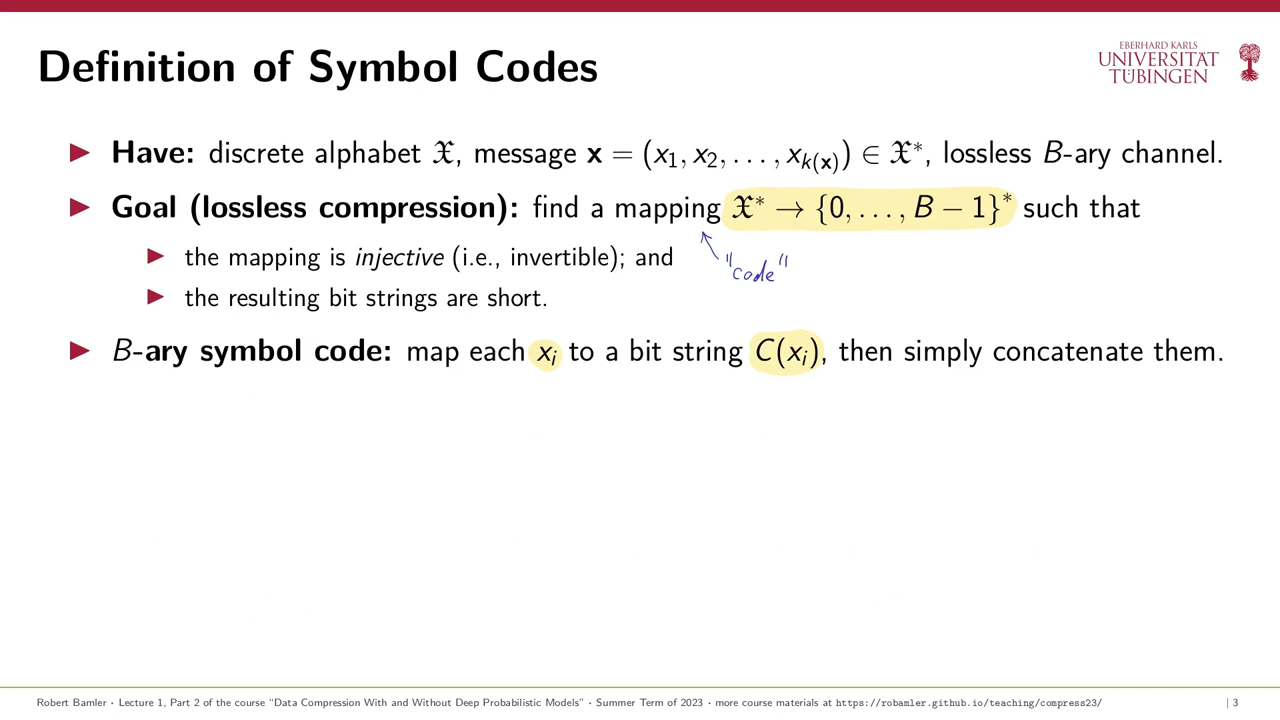 Definition of Symbol Codes
EBERHARD KARLS
UNIVERSITÄT
TÜBINGEN
Have: discrete alphabet 𝔛, message x = (x₁, x₂, . . . , xₖ₍ₓ₎) ∈ 𝔛*, lossless B-ary channel.
Goal (lossless compression): find a mapping 𝔛* → {0, . . . , B − 1}* such that
the mapping is injective (i.e., invertible); and
"code"
the resulting bit strings are short.
B-ary symbol code: map each xᵢ to a bit string C(xᵢ), then simply concatenate them.
Robert Bamler · Lecture 1, Part 2 of the course "Data Compression With and Without Deep Probabilistic Models" · Summer Term of 2023 · more course materials at https://robamler.github.io/teaching/compress23/ | 3